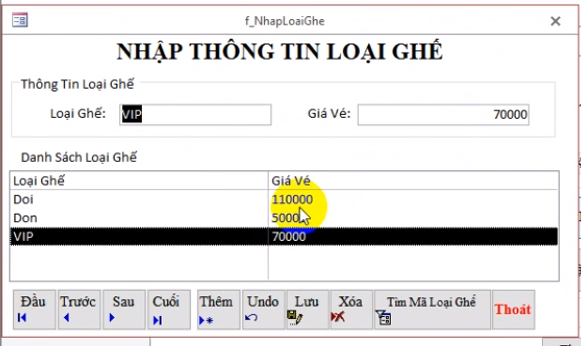 f_NhapLoaiGhe
NHẬP THÔNG TIN LOẠI GHẾ
Thông Tin Loại Ghế
Loại Ghế: VIP Giá Vé: 70000
Danh Sách Loại Ghế
Loại Ghế Giá Vé
Doi 110000
Don 50000
VIP 70000
Đầu Trước Sau Cuối Thêm Undo Lưu Xóa Tìm Mã Loại Ghế Thoát